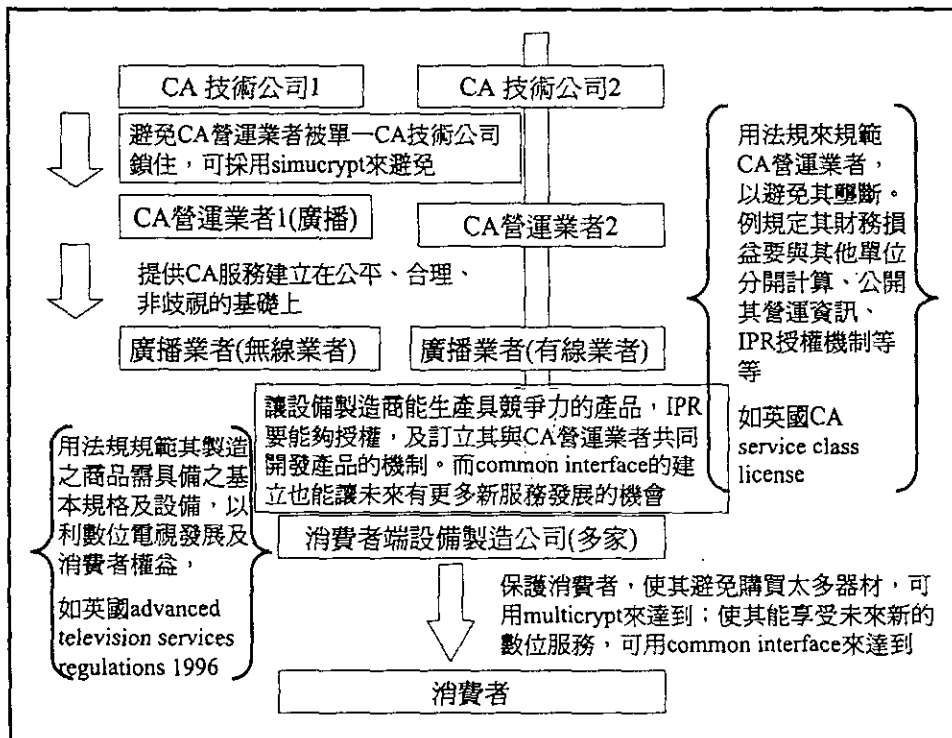 CA 技術公司1
CA 技術公司2
避免CA營運業者被單一CA技術公司
鎖住，可採用simucrypt來避免
CA營運業者1(廣播)
CA營運業者2
提供CA服務建立在公平、合理、
非歧視的基礎上
廣播業者(無線業者)
廣播業者(有線業者)
用法規來規範
CA營運業者，
以避免其壟斷。
例規定其財務損
益要與其他單位
分開計算、公開
其營運資訊、
IPR授權機制等
等
如英國CA
service class
license
讓設備製造商能生產具競爭力的產品，IPR
要能夠授權，及訂立其與CA營運業者共同
開發產品的機制。而common interface的建
立也能讓未來有更多新服務發展的機會
用法規規範其製造
之商品需具備之基
本規格及設備，以
利數位電視發展及
消費者權益，
如英國advanced
television services
regulations 1996
消費者端設備製造公司(多家)
保護消費者，使其避免購買太多器材，可
用multicrypt來達到；使其能享受未來新的
數位服務，可用common interface來達到
消費者